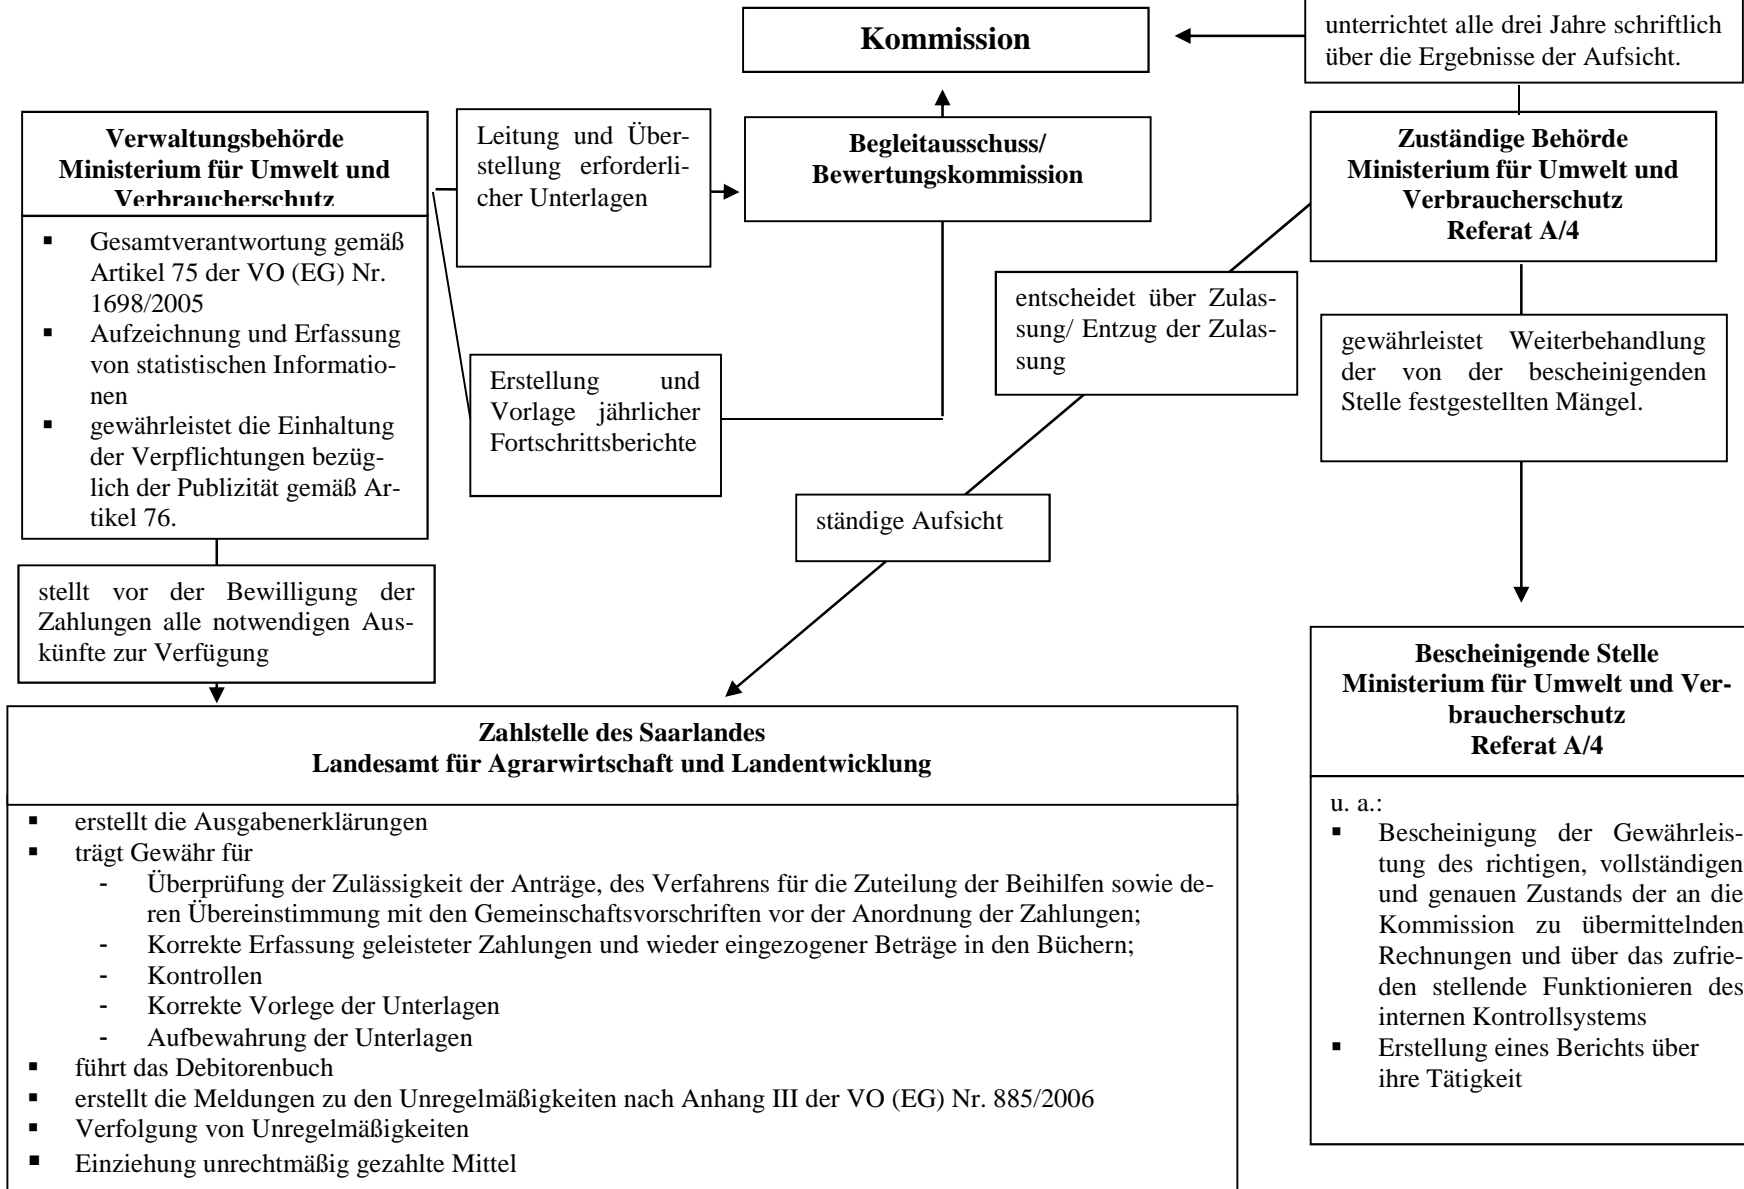 Kommission
unterrichtet alle drei Jahre schriftlich
über die Ergebnisse der Aufsicht.
Verwaltungsbehörde
Ministerium für Umwelt und
Verbraucherschutz
▪ Gesamtverantwortung gemäß
Artikel 75 der VO (EG) Nr.
1698/2005
▪ Aufzeichnung und Erfassung
von statistischen Informatio-
nen
▪ gewährleistet die Einhaltung
der Verpflichtungen bezüg-
lich der Publizität gemäß Ar-
tikel 76.
Leitung und Über-
stellung erforderli-
cher Unterlagen
Begleitausschuss/
Bewertungskommission
Zuständige Behörde
Ministerium für Umwelt und
Verbraucherschutz
Referat A/4
Erstellung und
Vorlage jährlicher
Fortschrittsberichte
entscheidet über Zulas-
sung/ Entzug der Zulas-
sung
gewährleistet Weiterbehandlung
der von der bescheinigenden
Stelle festgestellten Mängel.
ständige Aufsicht
stellt vor der Bewilligung der
Zahlungen alle notwendigen Aus-
künfte zur Verfügung
Zahlstelle des Saarlandes
Landesamt für Agrarwirtschaft und Landentwicklung
▪ erstellt die Ausgabenerklärungen
▪ trägt Gewähr für
- Überprüfung der Zulässigkeit der Anträge, des Verfahrens für die Zuteilung der Beihilfen sowie de-
ren Übereinstimmung mit den Gemeinschaftsvorschriften vor der Anordnung der Zahlungen;
- Korrekte Erfassung geleisteter Zahlungen und wieder eingezogener Beträge in den Büchern;
- Kontrollen
- Korrekte Vorlege der Unterlagen
- Aufbewahrung der Unterlagen
▪ führt das Debitorenbuch
▪ erstellt die Meldungen zu den Unregelmäßigkeiten nach Anhang III der VO (EG) Nr. 885/2006
▪ Verfolgung von Unregelmäßigkeiten
▪ Einziehung unrechtmäßig gezahlte Mittel
Bescheinigende Stelle
Ministerium für Umwelt und Ver-
braucherschutz
Referat A/4
u. a.:
▪ Bescheinigung der Gewährleis-
tung des richtigen, vollständigen
und genauen Zustands der an die
Kommission zu übermittelnden
Rechnungen und über das zufrie-
den stellende Funktionieren des
internen Kontrollsystems
▪ Erstellung eines Berichts über
ihre Tätigkeit